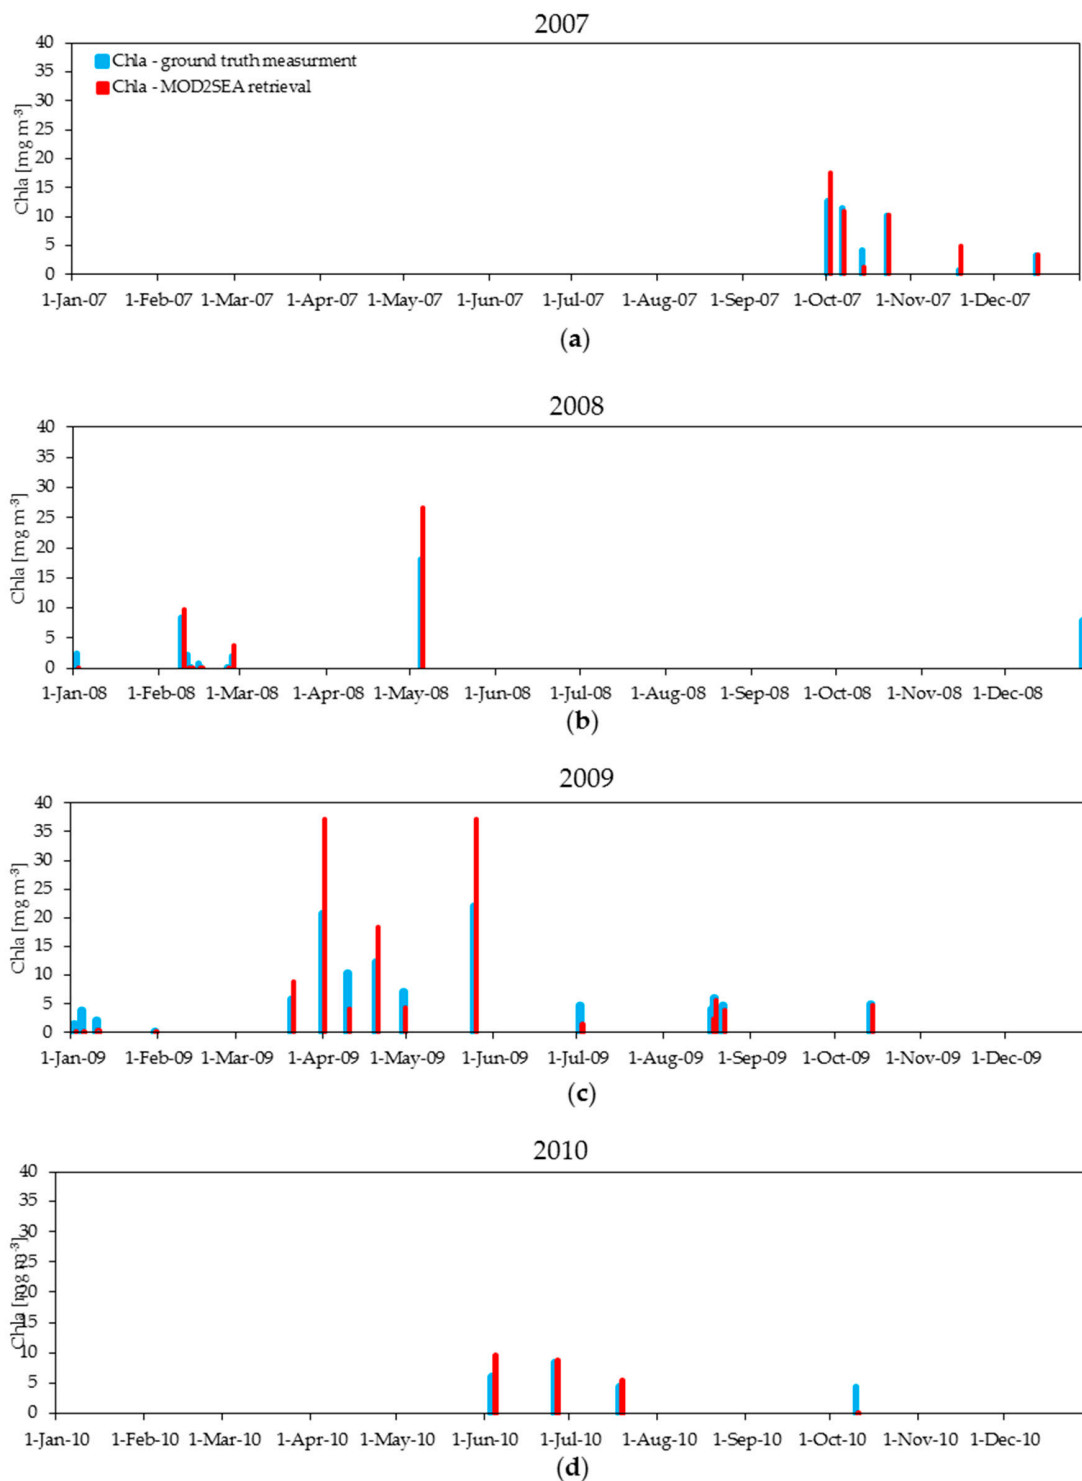 2007
40
35
30
25
20
15
10
5
0
Chla [mg m⁻³]
Chla - ground truth measurment
Chla - MOD2SEA retrieval
1-Jan-07 1-Feb-07 1-Mar-07 1-Apr-07 1-May-07 1-Jun-07 1-Jul-07 1-Aug-07 1-Sep-07 1-Oct-07 1-Nov-07 1-Dec-07
(a)
2008
40
35
30
25
20
15
10
5
0
Chla [mg m⁻³]
1-Jan-08 1-Feb-08 1-Mar-08 1-Apr-08 1-May-08 1-Jun-08 1-Jul-08 1-Aug-08 1-Sep-08 1-Oct-08 1-Nov-08 1-Dec-08
(b)
2009
40
35
30
25
20
15
10
5
0
Chla [mg m⁻³]
1-Jan-09 1-Feb-09 1-Mar-09 1-Apr-09 1-May-09 1-Jun-09 1-Jul-09 1-Aug-09 1-Sep-09 1-Oct-09 1-Nov-09 1-Dec-09
(c)
2010
40
35
30
25
20
15
10
5
0
Chla [mg m⁻³]
1-Jan-10 1-Feb-10 1-Mar-10 1-Apr-10 1-May-10 1-Jun-10 1-Jul-10 1-Aug-10 1-Sep-10 1-Oct-10 1-Nov-10 1-Dec-10
(d)